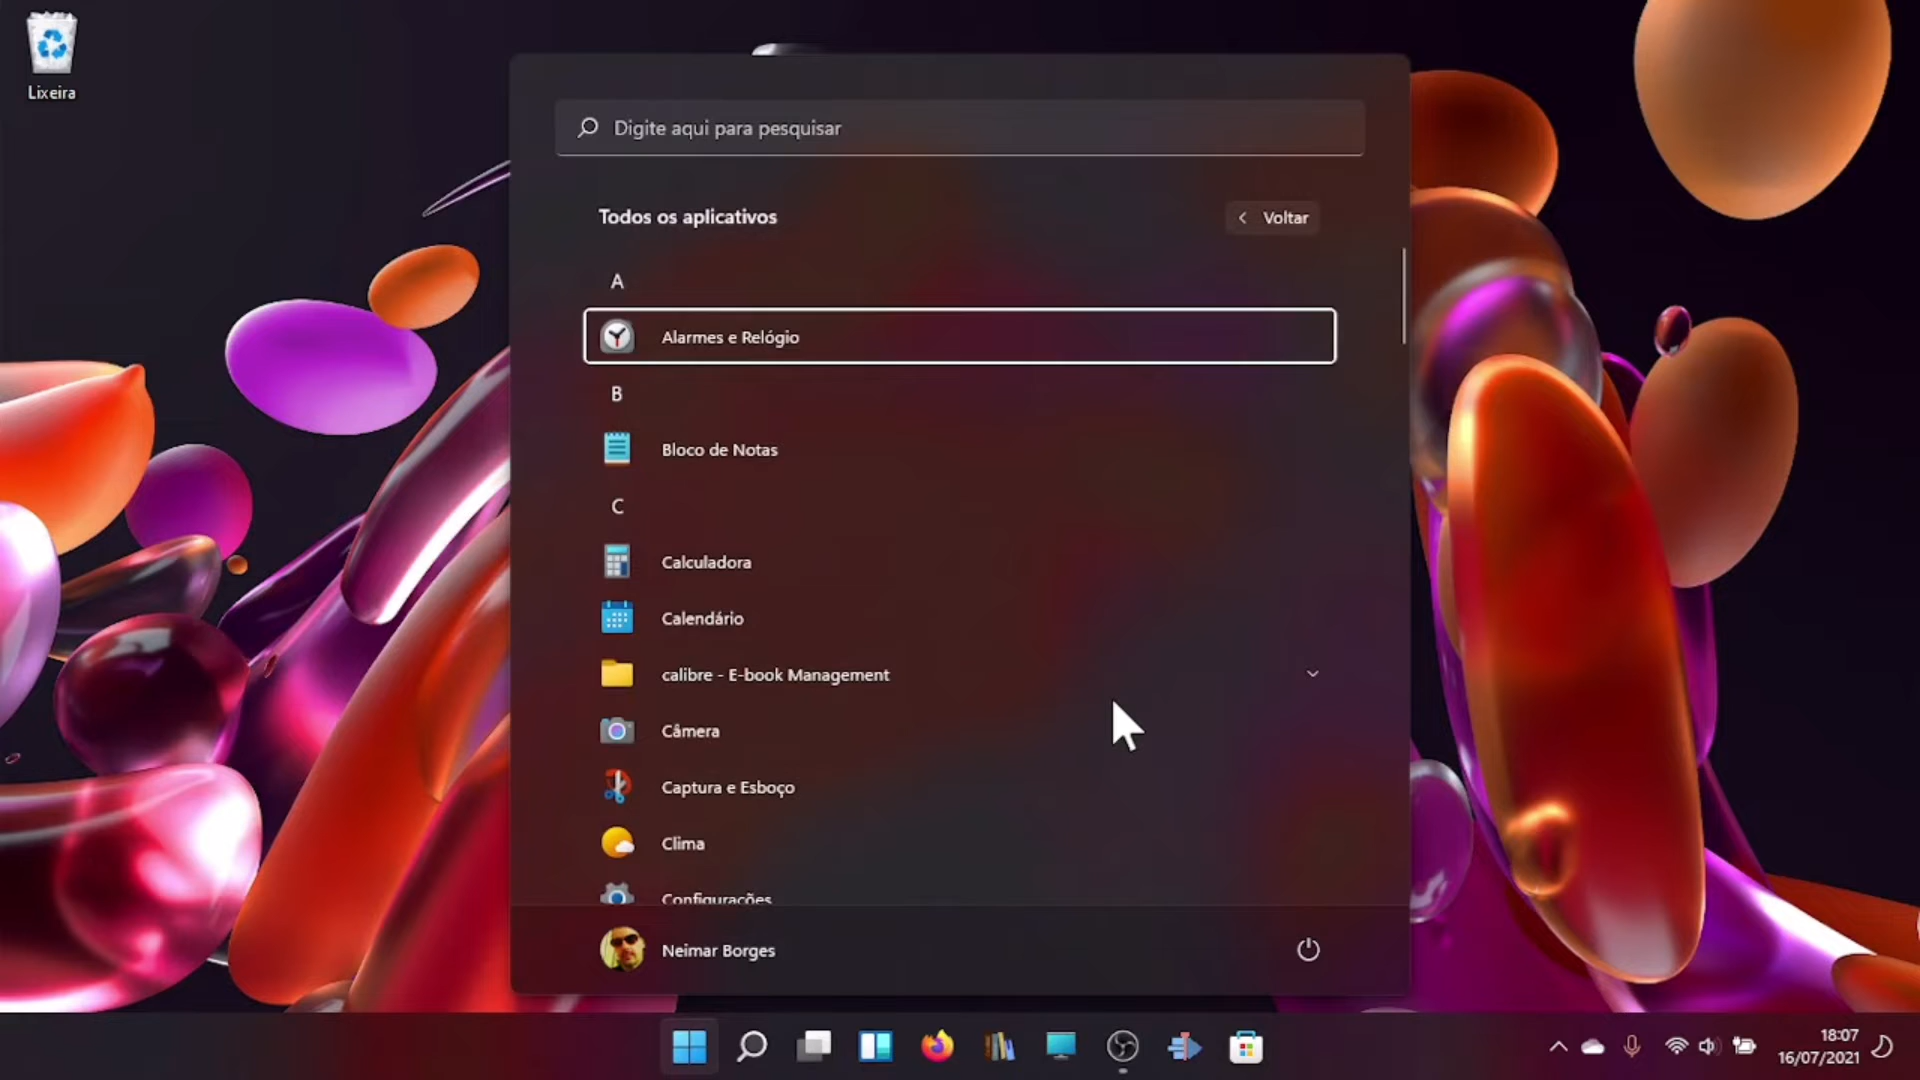 Lixeira
Digite aqui para pesquisar
Todos os aplicativos
Voltar
A
Alarmes e Relógio
B
Bloco de Notas
C
Calculadora
Calendário
calibre - E-book Management
Câmera
Captura e Esboço
Clima
Configurações
Neimar Borges
18:07
16/07/2021